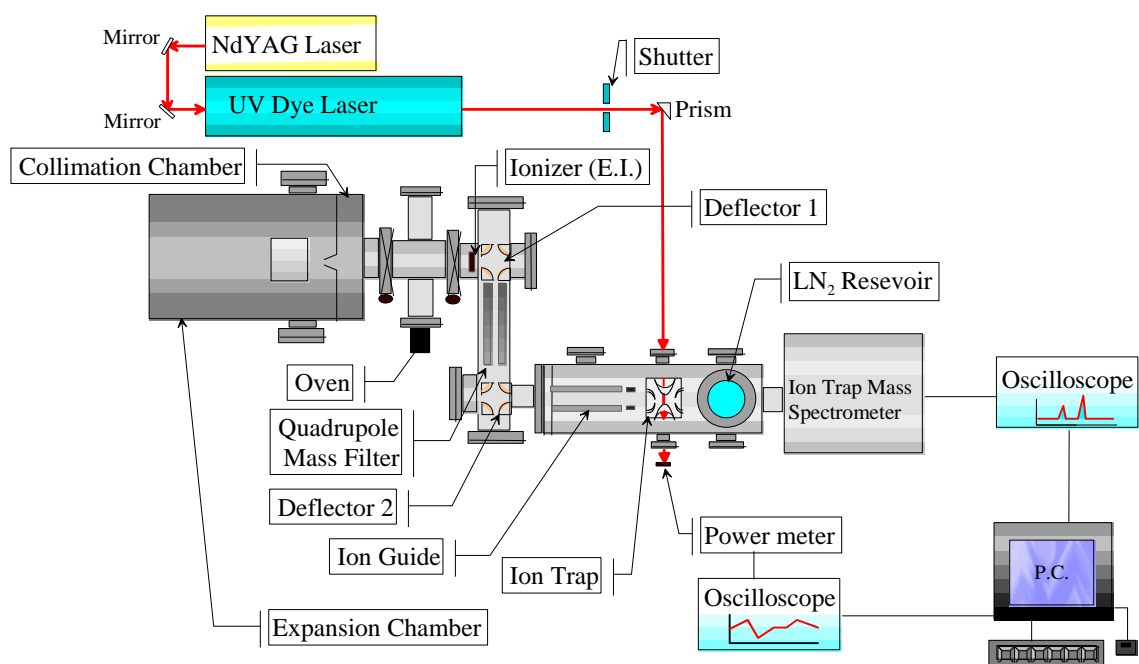 Mirror
NdYAG Laser
Shutter
UV Dye Laser
Prism
Mirror
Collimation Chamber
Ionizer (E.I.)
Deflector 1
LN₂ Resevoir
Oven
Ion Trap Mass
Spectrometer
Oscilloscope
Quadrupole
Mass Filter
Deflector 2
Ion Guide
Ion Trap
Power meter
P.C.
Oscilloscope
Expansion Chamber